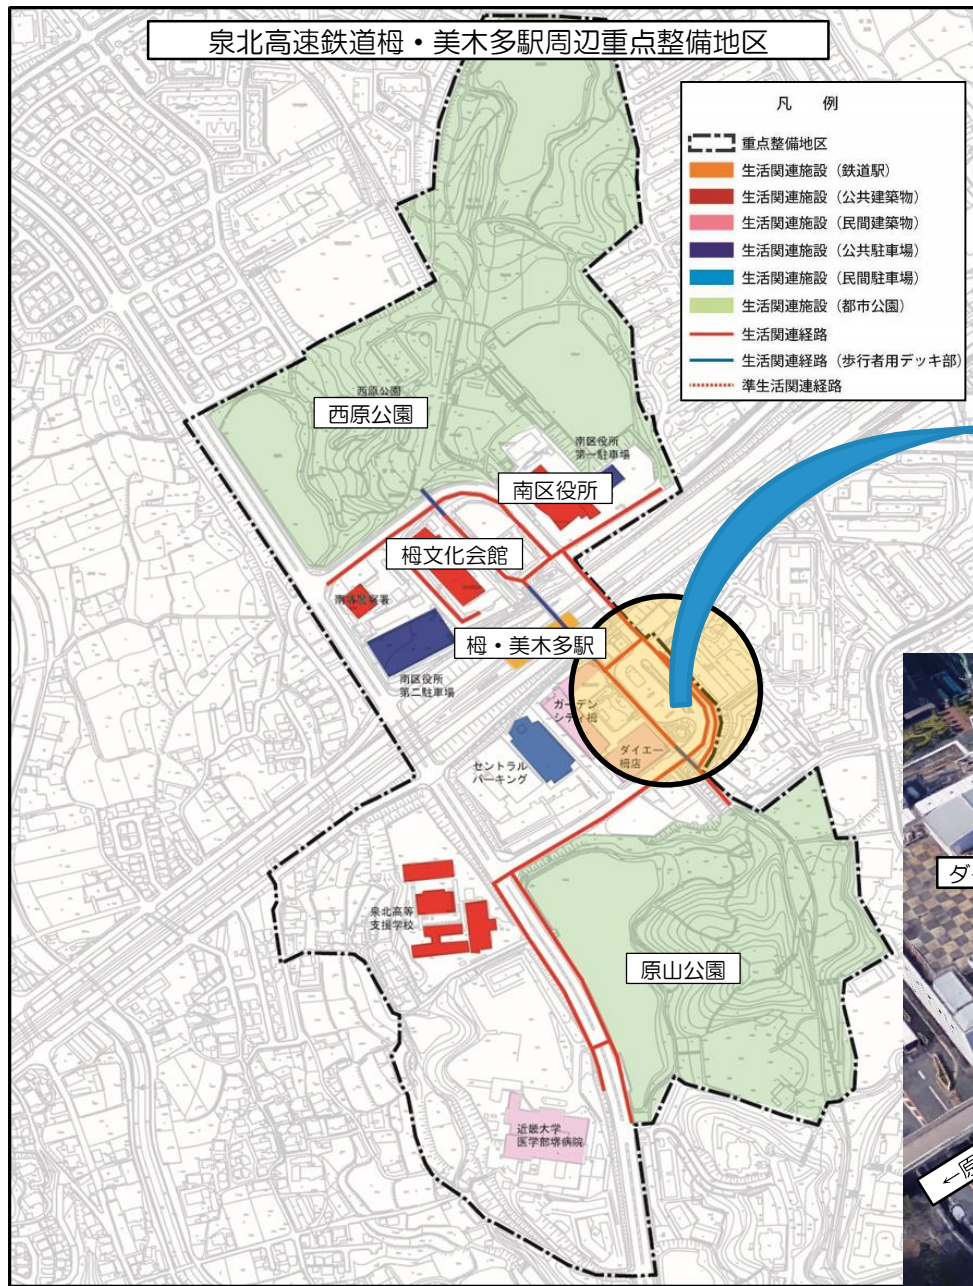 泉北高速鉄道栂・美木多駅周辺重点整備地区
凡 例
重点整備地区
生活関連施設（鉄道駅）
生活関連施設（公共建築物）
生活関連施設（民間建築物）
生活関連施設（公共駐車場）
生活関連施設（民間駐車場）
生活関連施設（都市公園）
生活関連経路
生活関連経路（歩行者用デッキ部）
準生活関連経路
西原公園
西原公園
南区役所
第一駐車場
南区役所
栂文化会館
南堺警察署
栂・美木多駅
南区役所
第二駐車場
ガーデン
シティ栂
ダイエー
栂店
セントラル
パーキング
泉北高等
支援学校
原山公園
近畿大学
医学部堺病院
ダ
←原